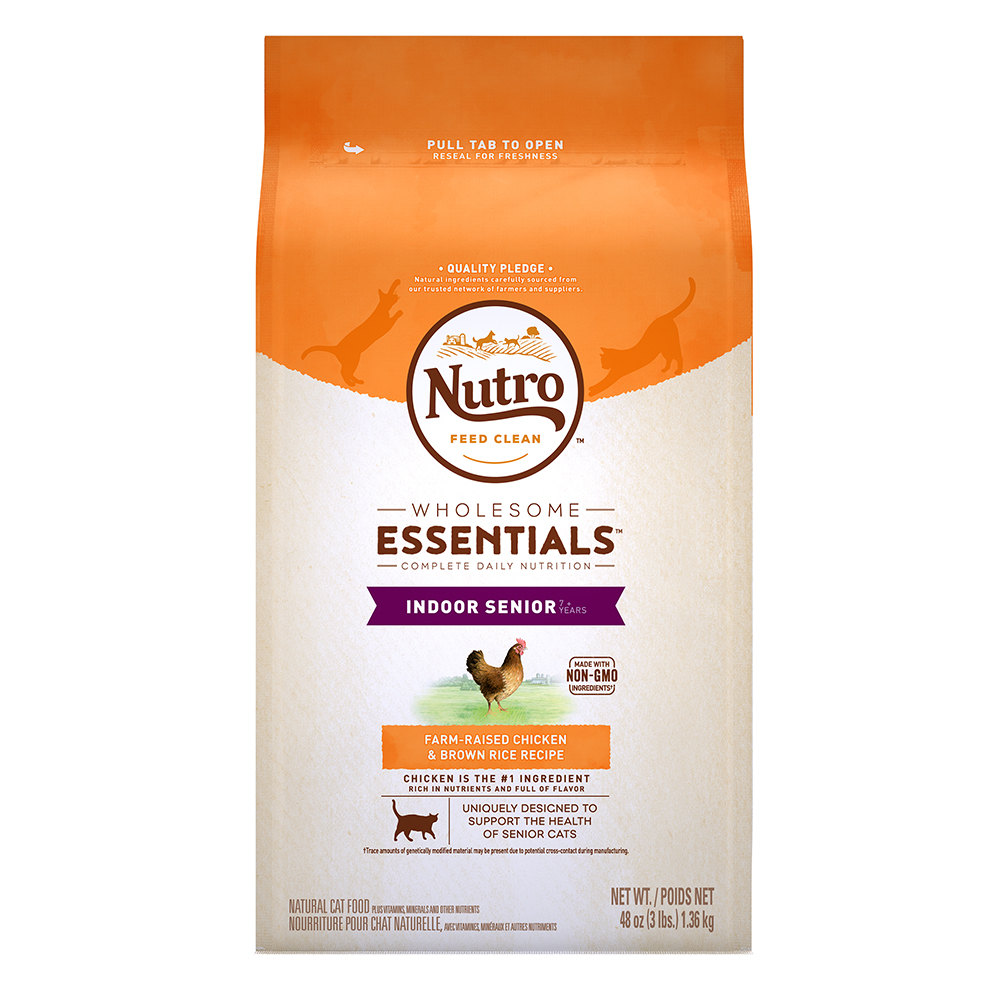 PULL TAB TO OPEN
RESEAL FOR FRESHNESS
• QUALITY PLEDGE •
Natural ingredients carefully sourced from
our trusted network of farmers and suppliers.
Nutro
FEED CLEAN
™
WHOLESOME
ESSENTIALS™
COMPLETE DAILY NUTRITION
INDOOR SENIOR 7+ YEARS
MADE WITH
NON-GMO
INGREDIENTS†
FARM-RAISED CHICKEN
& BROWN RICE RECIPE
CHICKEN IS THE #1 INGREDIENT
RICH IN NUTRIENTS AND FULL OF FLAVOR
UNIQUELY DESIGNED TO
SUPPORT THE HEALTH
OF SENIOR CATS
†Trace amounts of genetically modified material may be present due to potential cross-contact during manufacturing.
NATURAL CAT FOOD PLUS VITAMINS, MINERALS AND OTHER NUTRIENTS
NOURRITURE POUR CHAT NATURELLE, AVEC VITAMINES, MINÉRAUX ET AUTRES NUTRIMENTS
NET WT. / POIDS NET
48 oz (3 lbs.) 1.36 kg